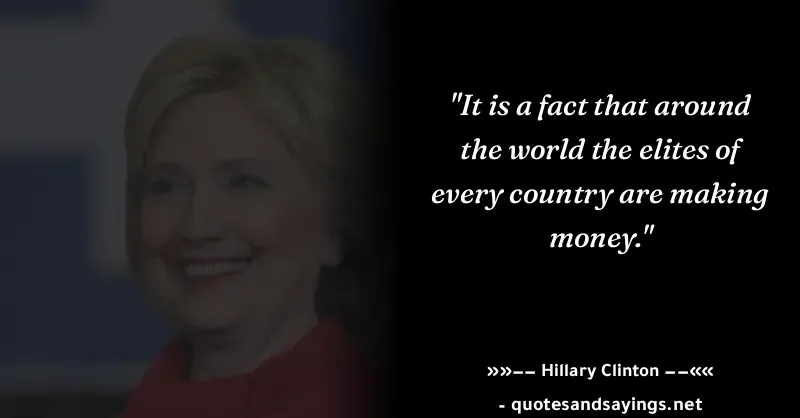 "It is a fact that around
the world the elites of
every country are making
money."
»»−− Hillary Clinton −−««
- quotesandsayings.net